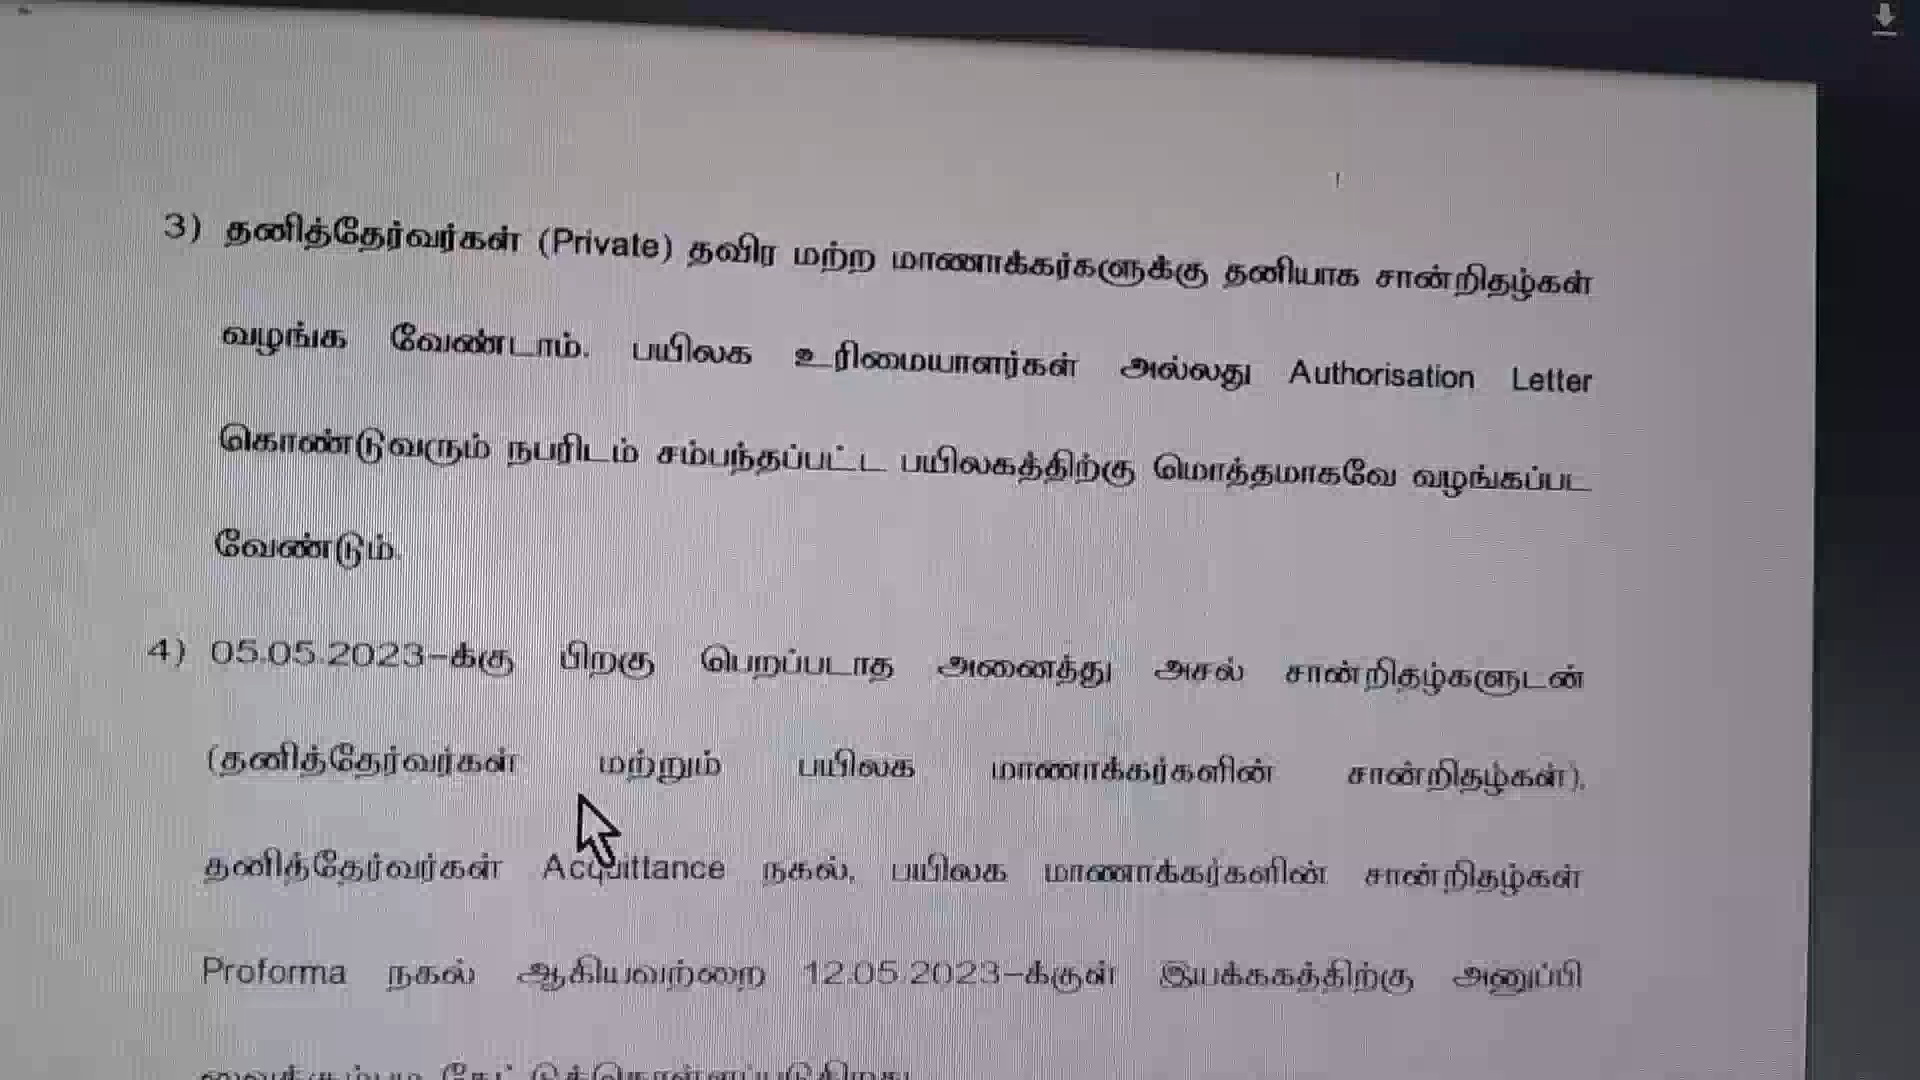 3) தனித்தேர்வர்கள் (Private) தவிர மற்ற மாணாக்கர்களுக்கு தனியாக சான்றிதழ்கள்
வழங்க வேண்டாம். பயிலக உரிமையாளர்கள் அல்லது Authorisation Letter
கொண்டுவரும் நபரிடம் சம்பந்தப்பட்ட பயிலகத்திற்கு மொத்தமாகவே வழங்கப்பட
வேண்டும்.
4) 05.05.2023-க்கு பிறகு பெறப்படாத அனைத்து அசல் சான்றிதழ்களுடன்
(தனித்தேர்வர்கள் மற்றும் பயிலக மாணாக்கர்களின் சான்றிதழ்கள்),
தனித்தேர்வர்கள் Acquittance நகல், பயிலக மாணாக்கர்களின் சான்றிதழ்கள்
Proforma நகல் ஆகியவற்றை 12.05.2023-க்குள் இயக்ககத்திற்கு அனுப்பி